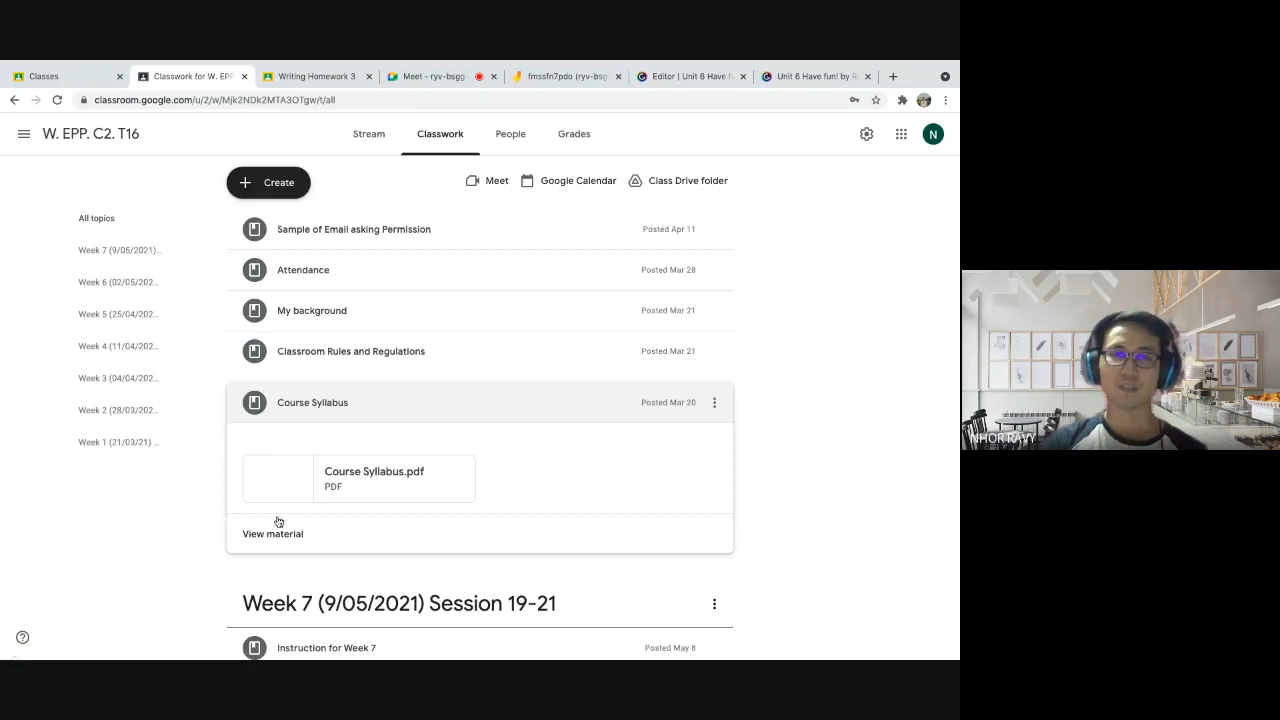 Classes
Classwork for W. EPP
Writing Homework 3
Meet - ryv-bsgg-
fmssfn7pdo (ryv-bsg
Editor | Unit 6 Have f
Unit 6 Have fun! by
classroom.google.com/u/2/w/Mjk2NDk2MTA3OTgw/t/all
W. EPP. C2. T16
Stream
Classwork
People
Grades
N
Create
Meet
Google Calendar
Class Drive folder
All topics
Week 7 (9/05/2021)...
Week 6 (02/05/202...
Week 5 (25/04/202...
Week 4 (11/04/202...
Week 3 (04/04/202...
Week 2 (28/03/202...
Week 1 (21/03/21) ...
Sample of Email asking Permission
Posted Apr 11
Attendance
Posted Mar 28
My background
Posted Mar 21
Classroom Rules and Regulations
Posted Mar 21
Course Syllabus
Posted Mar 20
Course Syllabus.pdf
PDF
View material
Week 7 (9/05/2021) Session 19-21
Instruction for Week 7
Posted May 8
NHOR RAVY